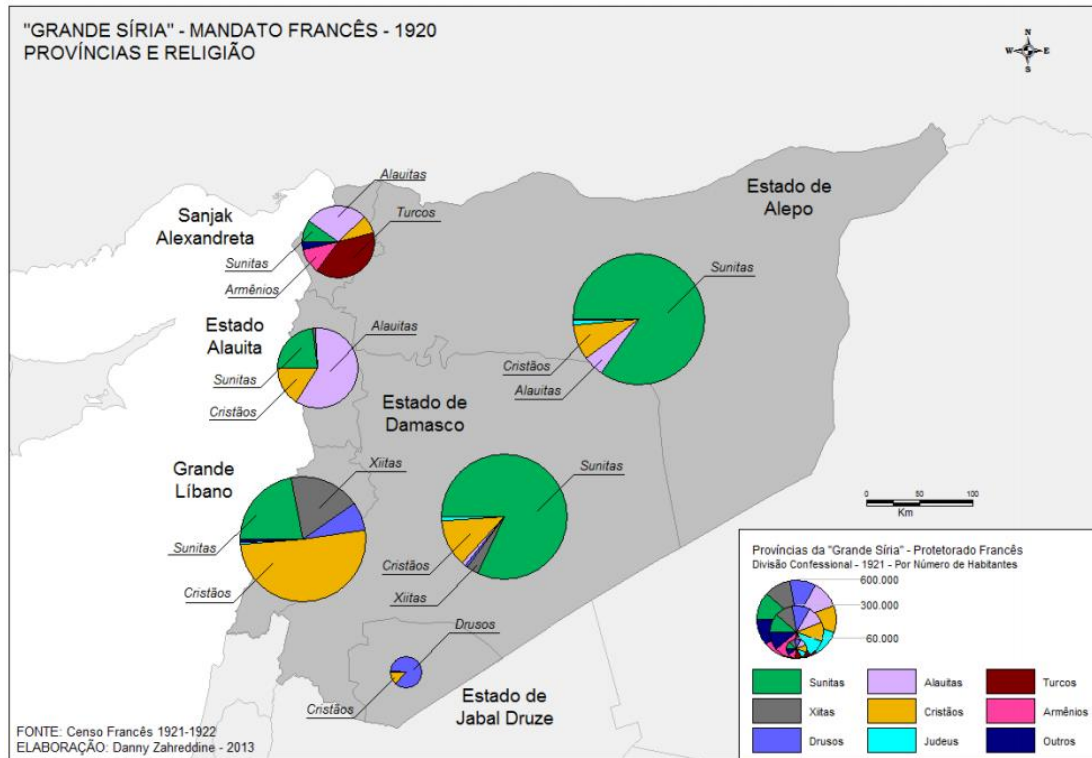 "GRANDE SÍRIA" - MANDATO FRANCÊS - 1920
PROVÍNCIAS E RELIGIÃO
N
W E
S
Alauitas
Sanjak
Alexandreta
Turcos
Sunitas
Armênios
Estado de
Alepo
Sunitas
Cristãos
Alauitas
Estado
Alauita
Alauitas
Sunitas
Cristãos
Estado de
Damasco
Sunitas
Cristãos
Xiitas
Grande
Líbano
Xiitas
Sunitas
Cristãos
Drusos
Cristãos
Estado de
Jabal Druze
0 50 100
Km
Províncias da "Grande Síria" - Protetorado Francês
Divisão Confessional - 1921 - Por Número de Habitantes
600.000
300.000
60.000
Sunitas Alauitas Turcos
Xiitas Cristãos Armênios
Drusos Judeus Outros
FONTE: Censo Francês 1921-1922
ELABORAÇÃO: Danny Zahreddine - 2013